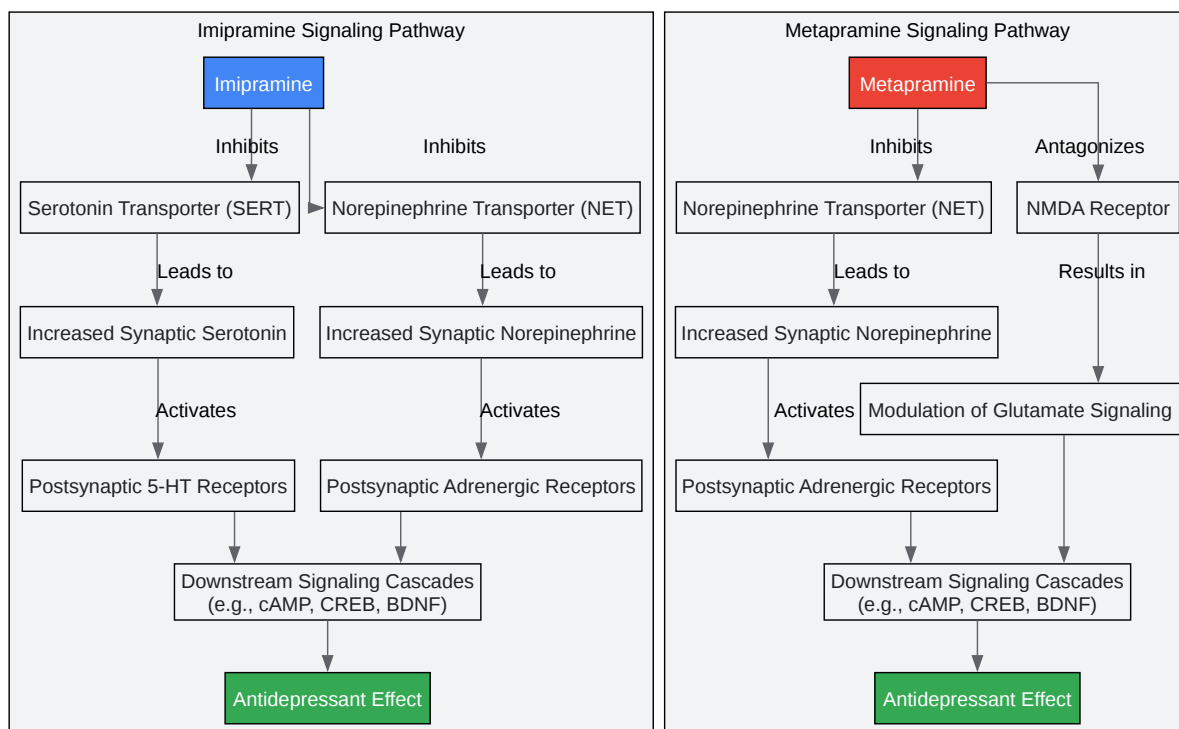 Imipramine Signaling Pathway
Imipramine
Inhibits
Inhibits
Serotonin Transporter (SERT)
Norepinephrine Transporter (NET)
Leads to
Leads to
Increased Synaptic Serotonin
Increased Synaptic Norepinephrine
Activates
Activates
Postsynaptic 5-HT Receptors
Postsynaptic Adrenergic Receptors
Downstream Signaling Cascades
(e.g., cAMP, CREB, BDNF)
Antidepressant Effect
Metapramine Signaling Pathway
Metapramine
Inhibits
Antagonizes
Norepinephrine Transporter (NET)
NMDA Receptor
Leads to
Results in
Increased Synaptic Norepinephrine
Activates
Modulation of Glutamate Signaling
Postsynaptic Adrenergic Receptors
Downstream Signaling Cascades
(e.g., cAMP, CREB, BDNF)
Antidepressant Effect